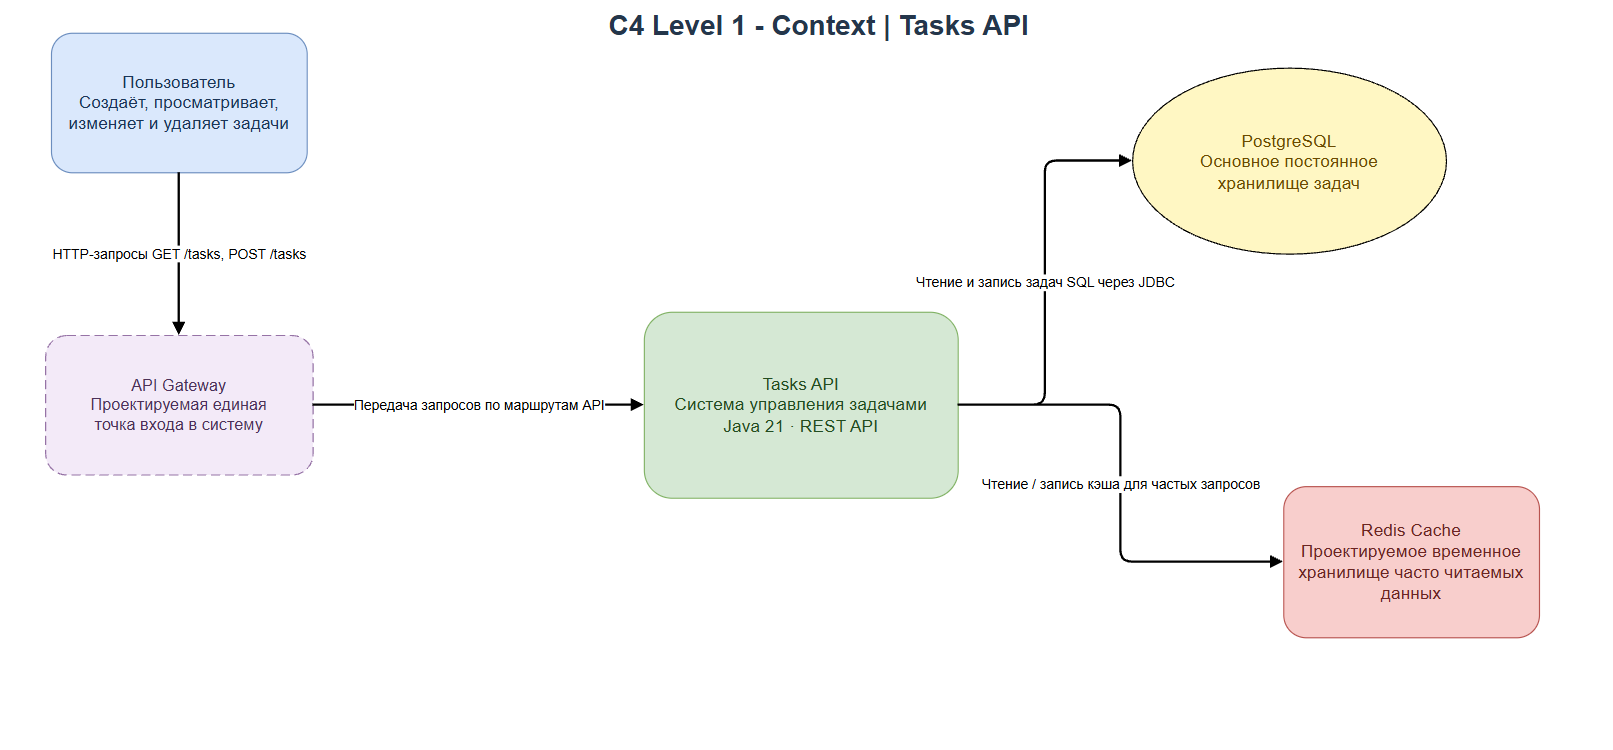 C4 Level 1 - Context | Tasks API
Пользователь
Создаёт, просматривает,
изменяет и удаляет задачи
HTTP-запросы GET /tasks, POST /tasks
API Gateway
Проектируемая единая
точка входа в систему
Передача запросов по маршрутам API
Tasks API
Система управления задачами
Java 21 · REST API
Чтение и запись задач SQL через JDBC
PostgreSQL
Основное постоянное
хранилище задач
Чтение / запись кэша для частых запросов
Redis Cache
Проектируемое временное
хранилище часто читаемых
данных